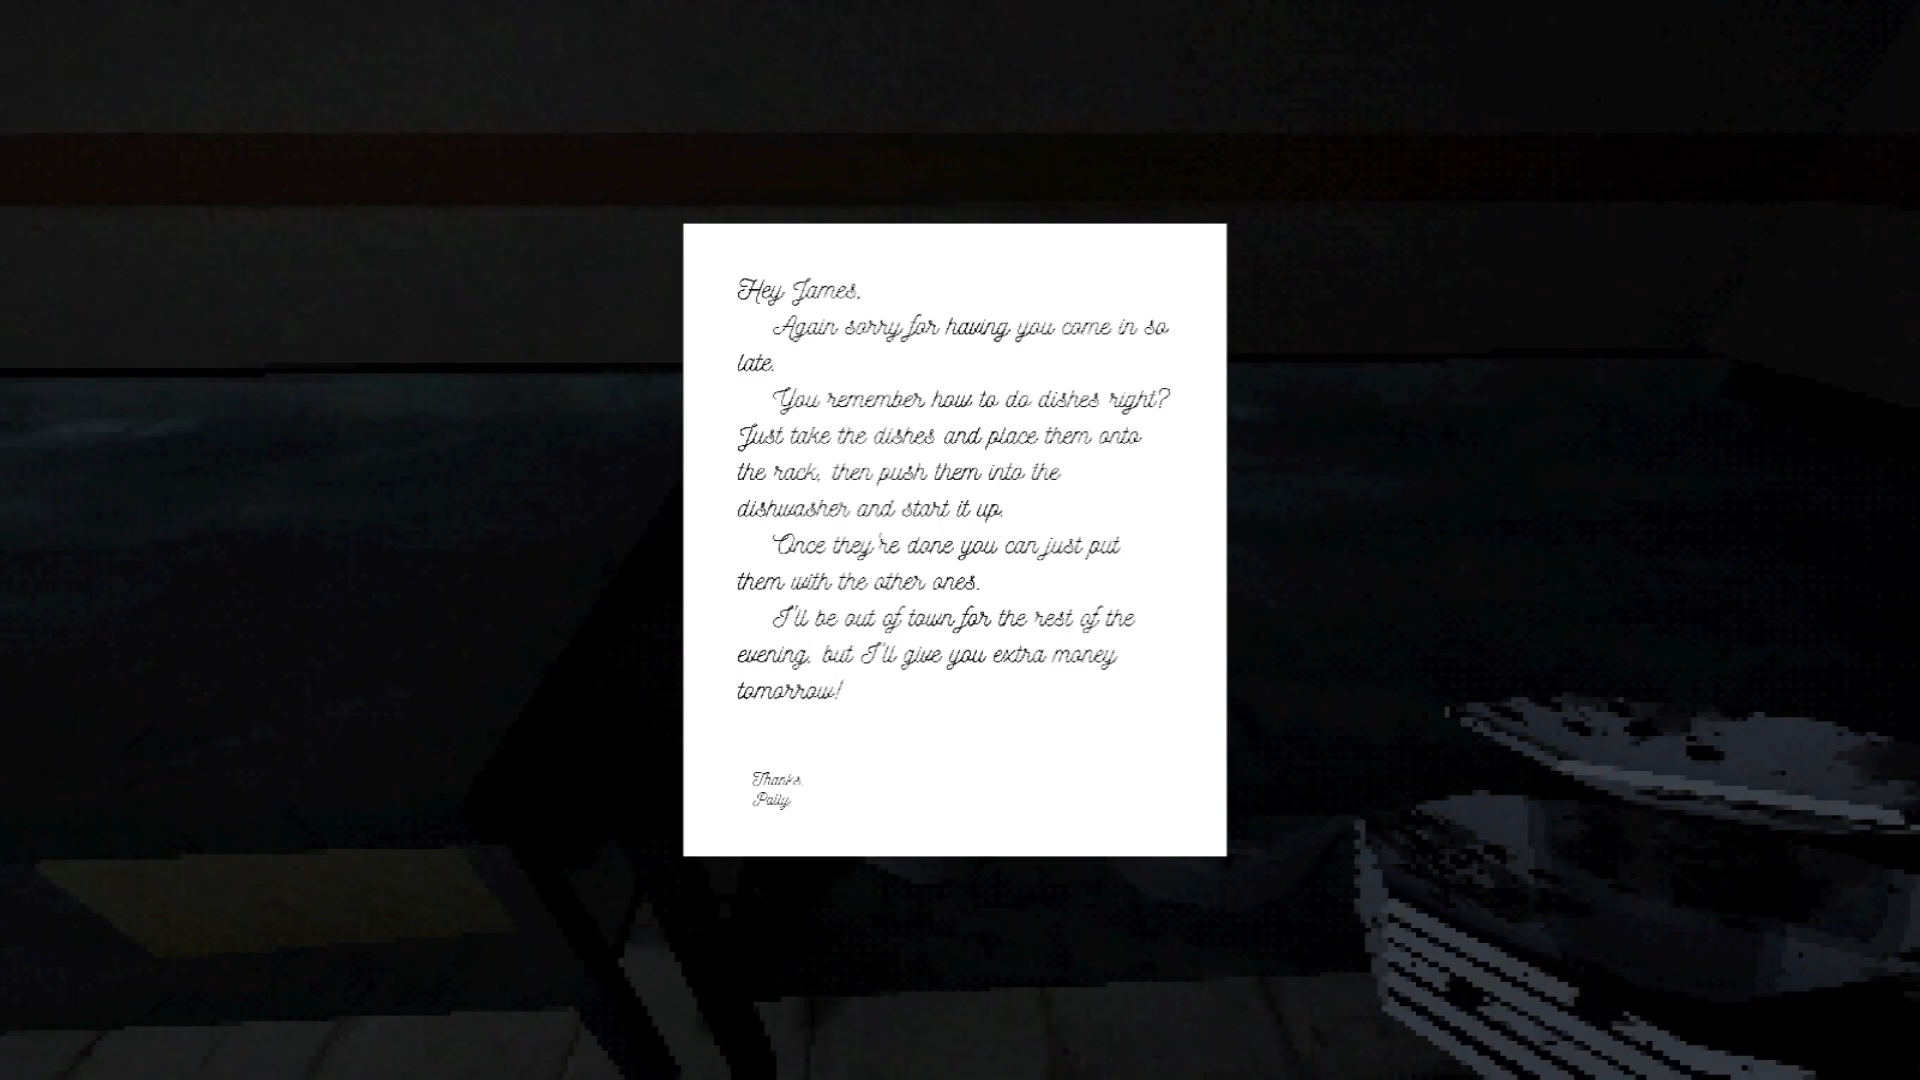 Hey James,
Again sorry for having you come in so
late.
You remember how to do dishes right?
Just take the dishes and place them onto
the rack, then push them into the
dishwasher and start it up.
Once they're done you can just put
them with the other ones.
I'll be out of town for the rest of the
evening, but I'll give you extra money
tomorrow!
Thanks,
Patty